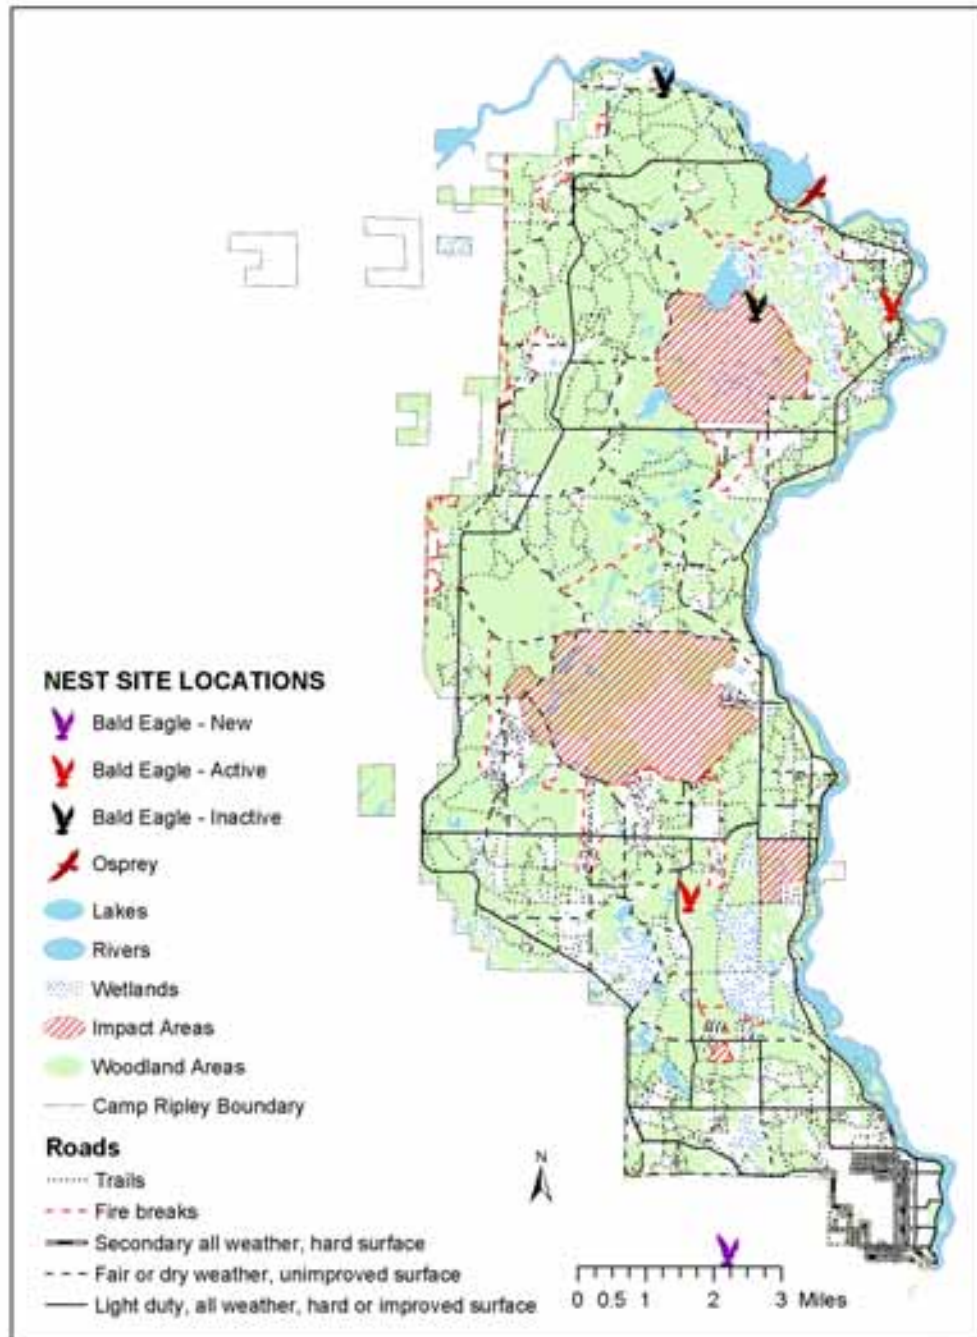 NEST SITE LOCATIONS
Bald Eagle - New
Bald Eagle - Active
Bald Eagle - Inactive
Osprey
Lakes
Rivers
Wetlands
Impact Areas
Woodland Areas
Camp Ripley Boundary
Roads
Trails
Fire breaks
Secondary all weather, hard surface
Fair or dry weather, unimproved surface
Light duty, all weather, hard or improved surface
N
0 0.5 1 2 3 Miles